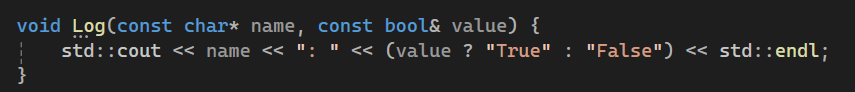 void Log(const char* name, const bool& value) {
    std::cout << name << ": " << (value ? "True" : "False") << std::endl;
}